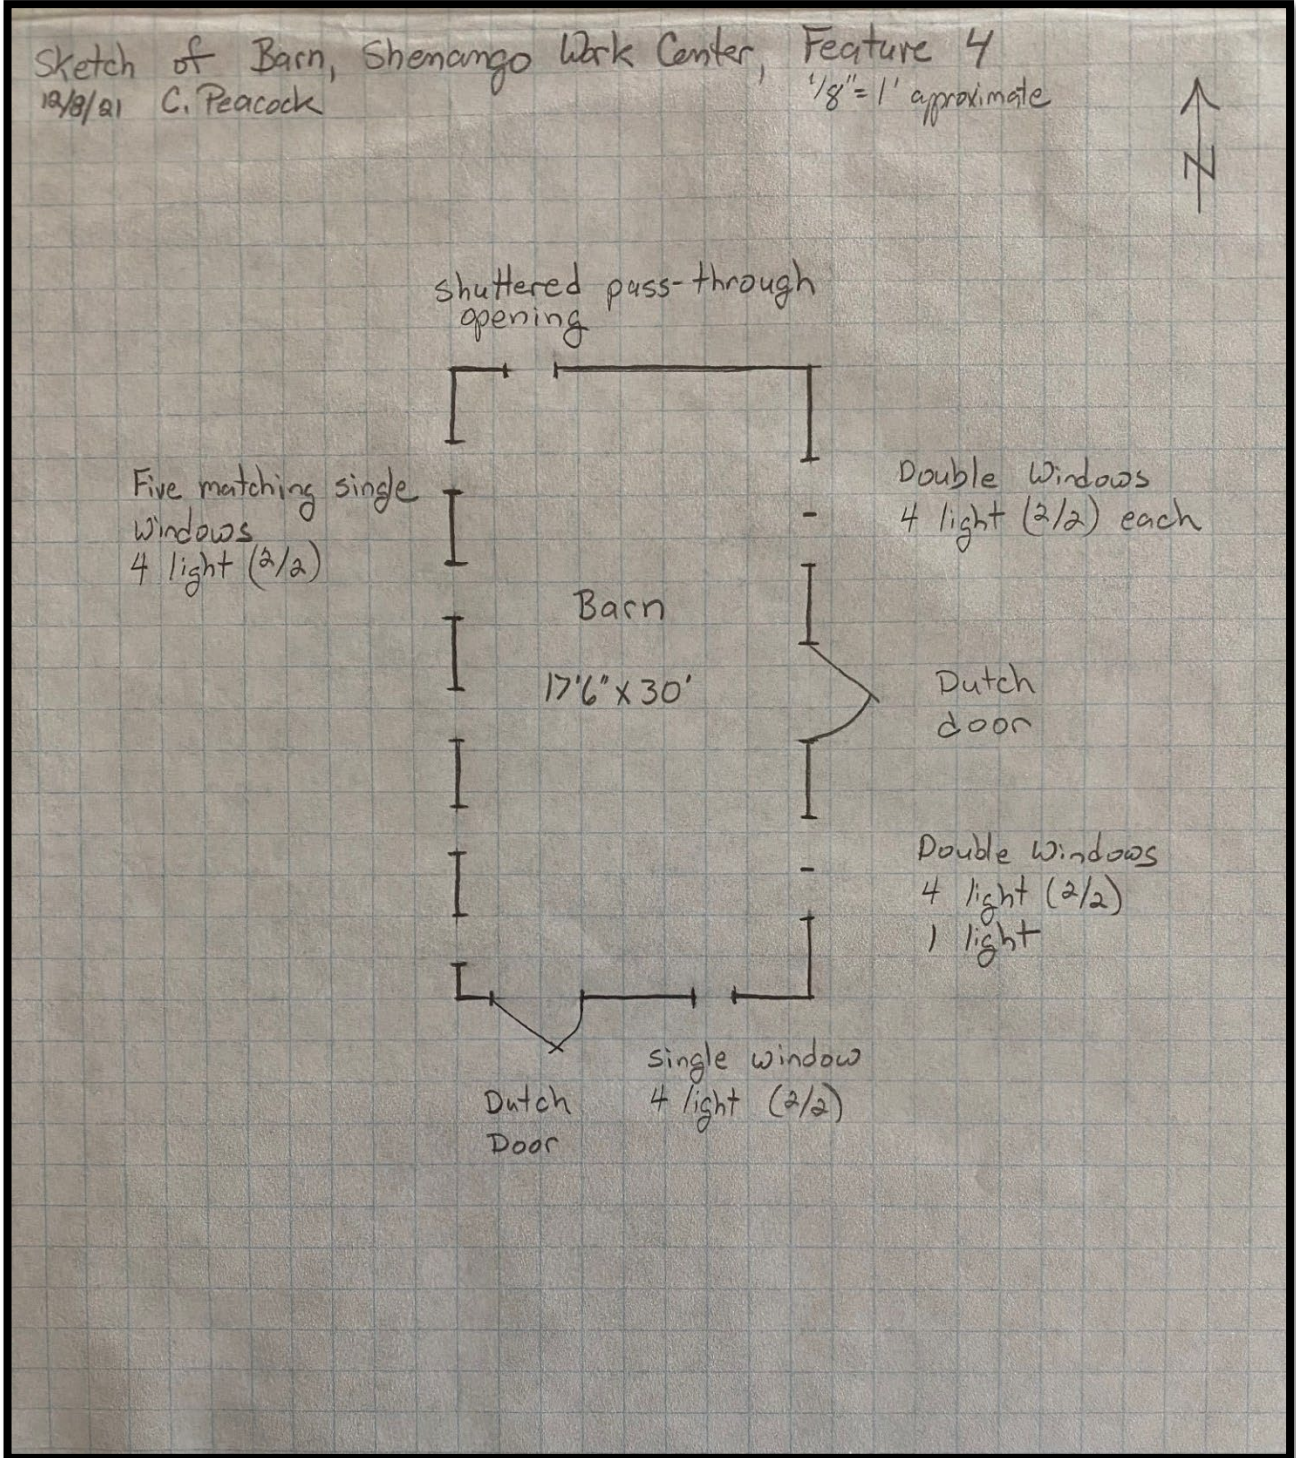 Sketch of Barn, Shenango Work Center, Feature 4
12/8/21 C. Peacock
1/8"=1' aproximate
N
shuttered pass-through
opening
Five matching single
windows
4 light (2/2)
Double Windows
4 light (2/2) each
Barn
17'6" X 30'
Dutch
door
Double Windows
4 light (2/2)
1 light
single window
4 light (2/2)
Dutch
Door